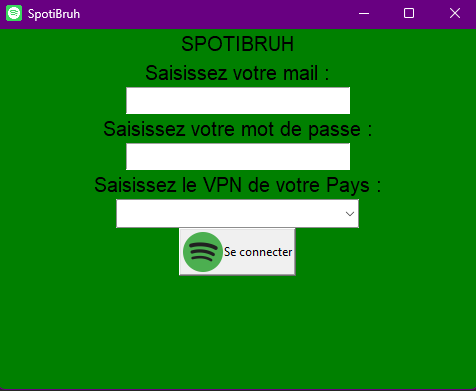 SpotiBruh
SPOTIBRUH
Saisissez votre mail :
Saisissez votre mot de passe :
Saisissez le VPN de votre Pays :
Se connecter